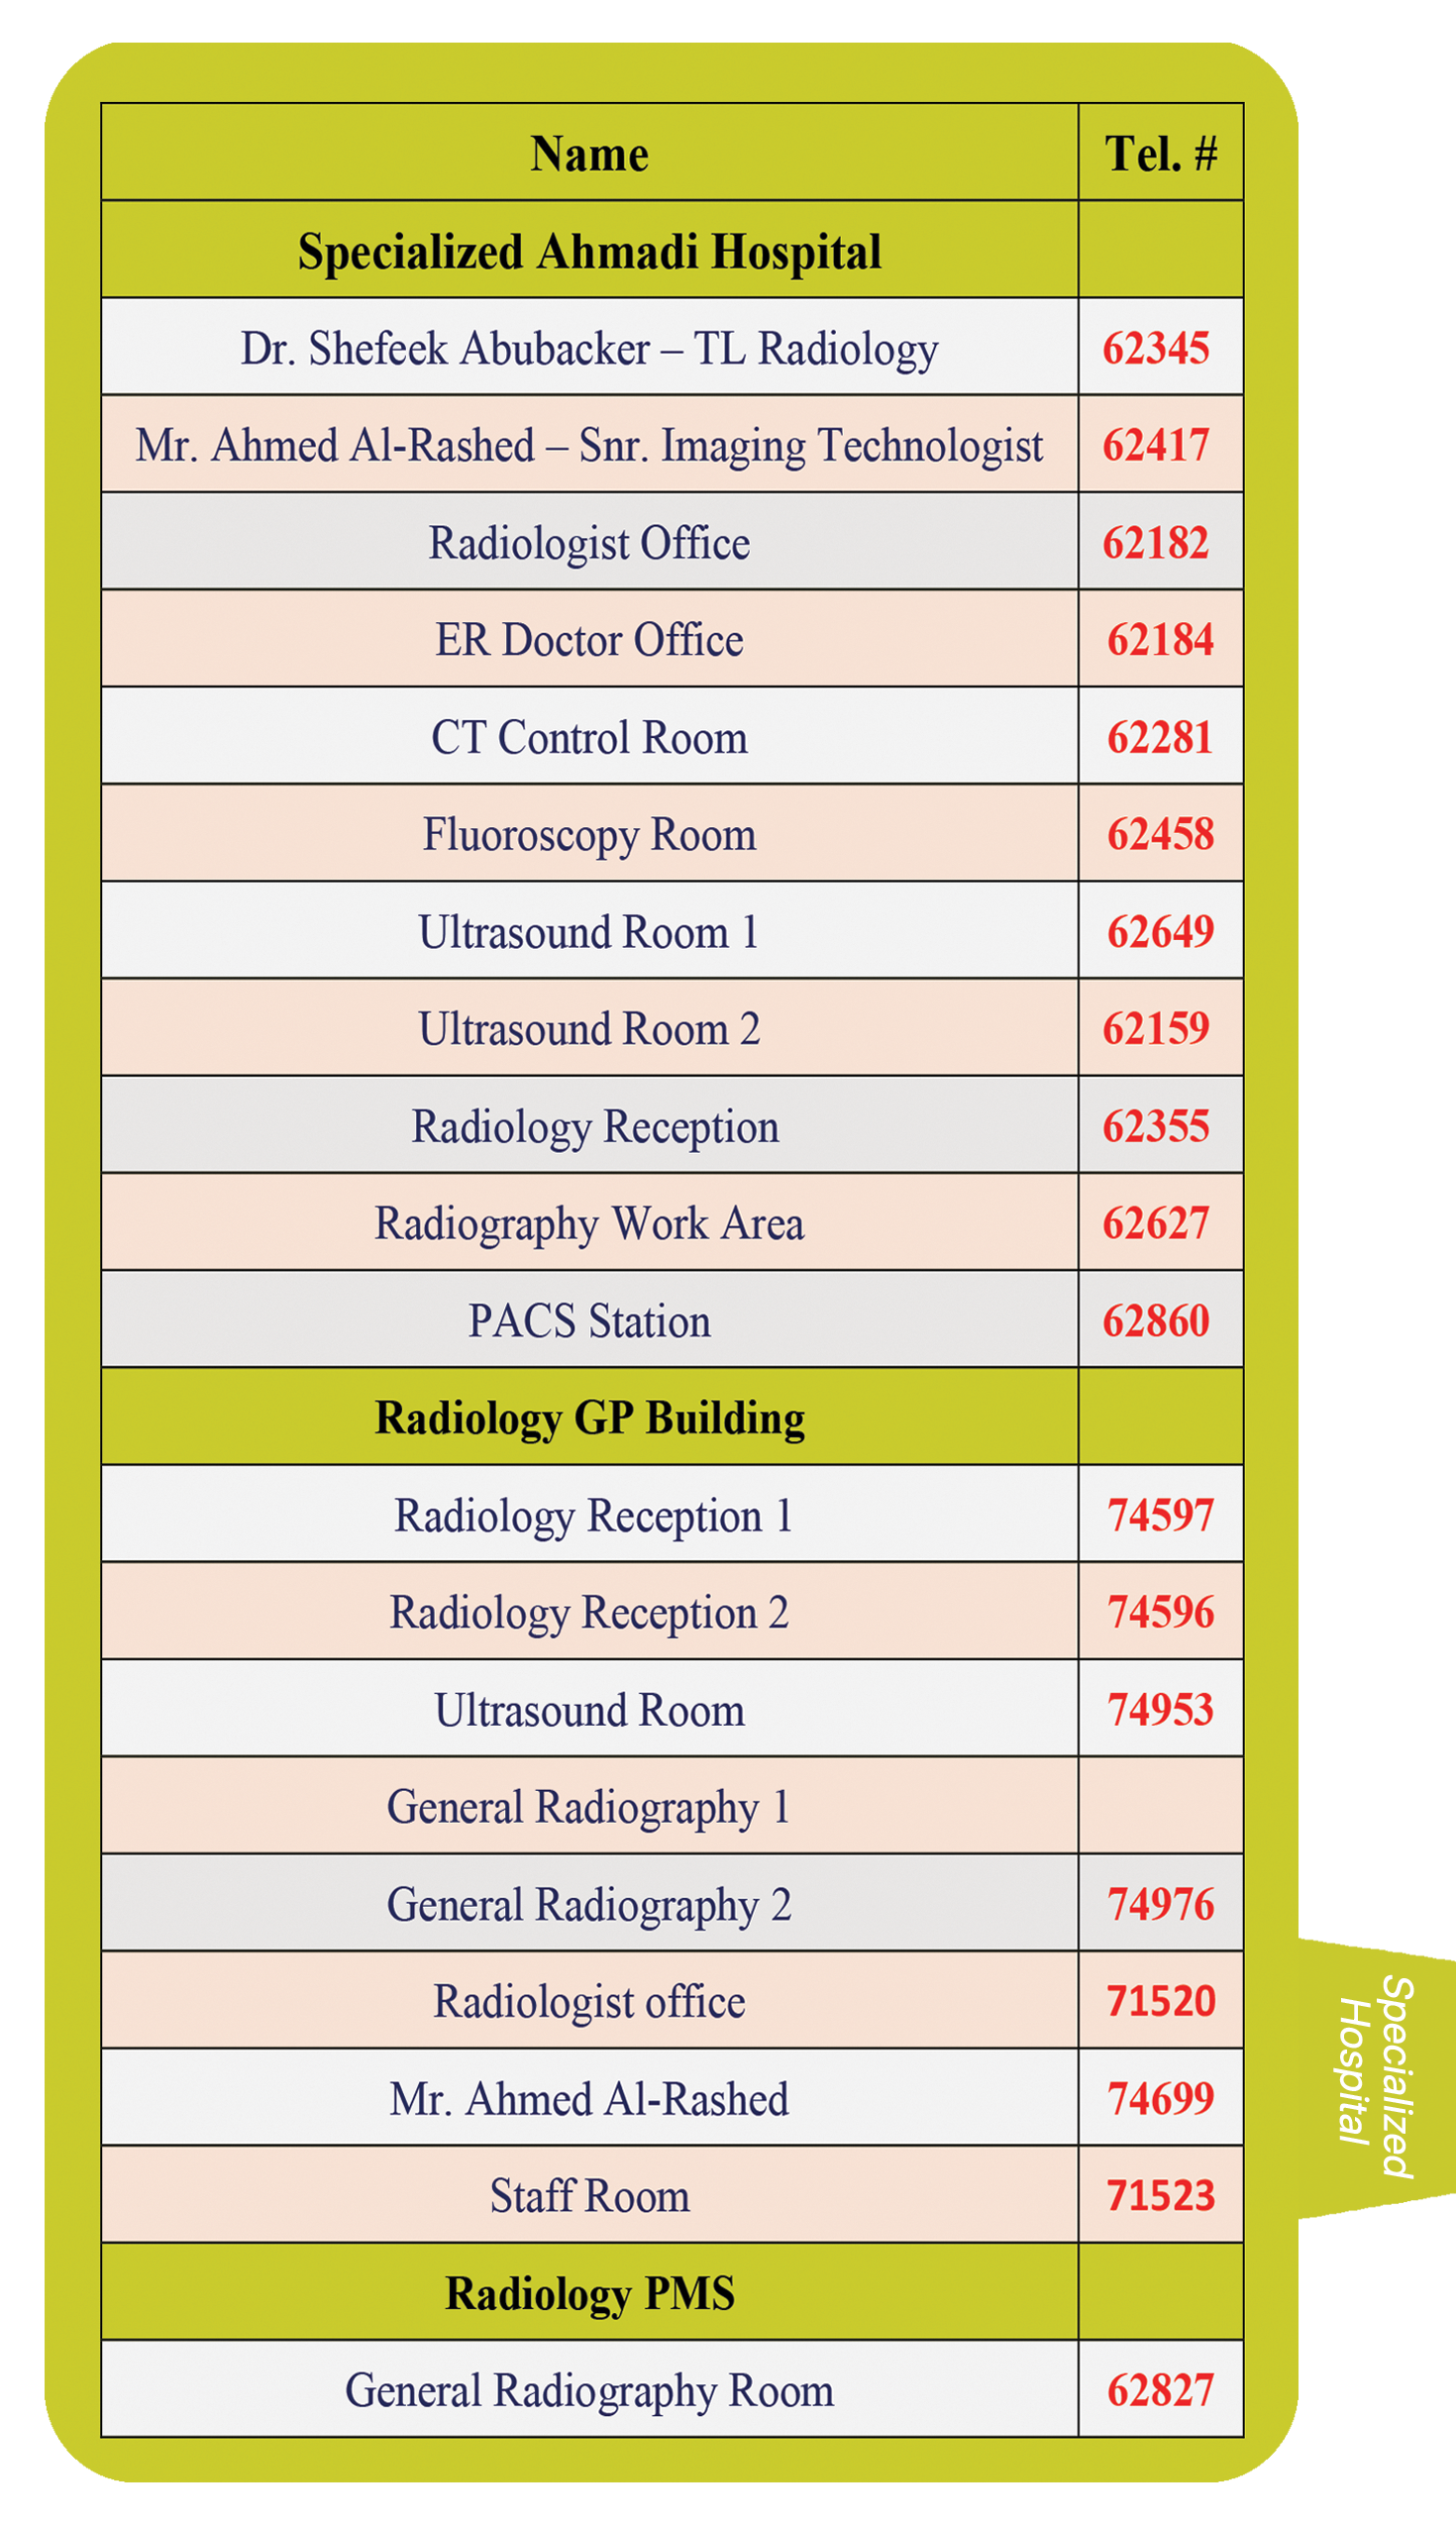 Name Tel. #
Specialized Ahmadi Hospital
Dr. Shefeek Abubacker – TL Radiology 62345
Mr. Ahmed Al-Rashed – Snr. Imaging Technologist 62417
Radiologist Office 62182
ER Doctor Office 62184
CT Control Room 62281
Fluoroscopy Room 62458
Ultrasound Room 1 62649
Ultrasound Room 2 62159
Radiology Reception 62355
Radiography Work Area 62627
PACS Station 62860
Radiology GP Building
Radiology Reception 1 74597
Radiology Reception 2 74596
Ultrasound Room 74953
General Radiography 1
General Radiography 2 74976
Radiologist office 71520
Mr. Ahmed Al-Rashed 74699
Staff Room 71523
Radiology PMS
General Radiography Room 62827
Specialized
Hospital